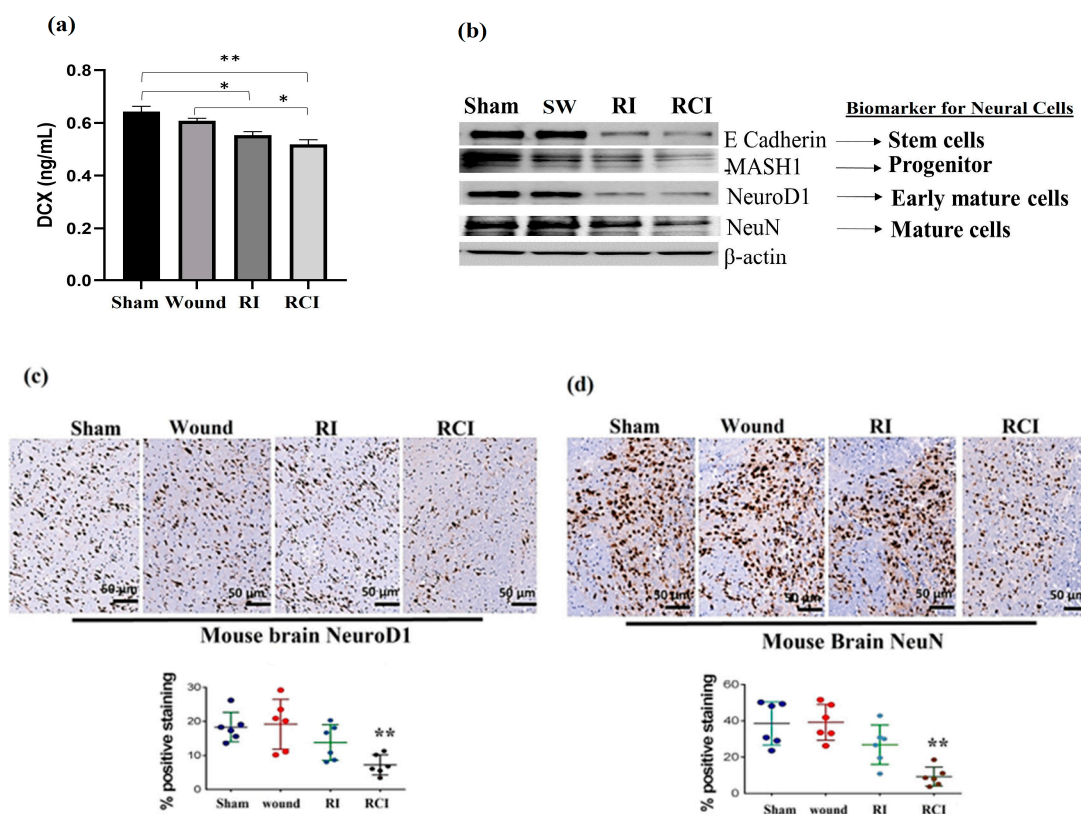 (a)
**
*
*
0.8
0.6
0.4
0.2
0.0
DCX (ng/mL)
Sham Wound RI RCI
(b)
Sham SW RI RCI
Biomarker for Neural Cells
E Cadherin Stem cells
MASH1 Progenitor
NeuroD1 Early mature cells
NeuN Mature cells
β-actin
(c)
Sham Wound RI RCI
50 µm 50 µm 50 µm 50 µm
Mouse brain NeuroD1
% positive staining
30
20
10
0
**
Sham wound RI RCI
(d)
Sham Wound RI RCI
50 µm 50 µm 50 µm 50 µm
Mouse Brain NeuN
% positive staining
60
40
20
0
**
Sham wound RI RCI